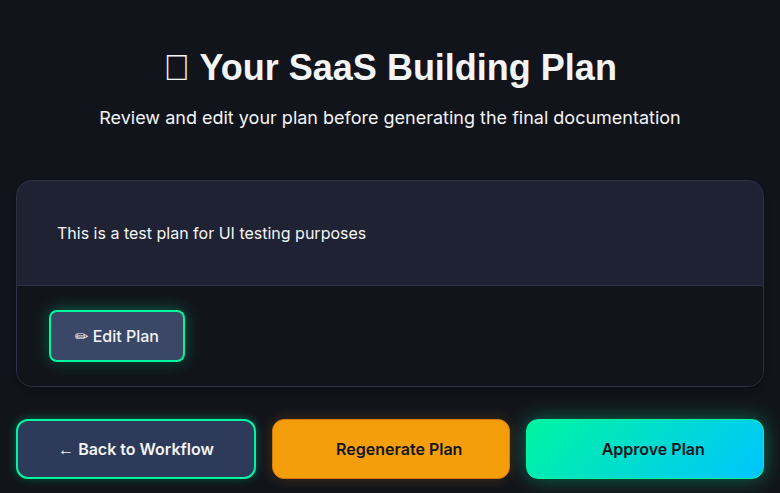 Your SaaS Building Plan
Review and edit your plan before generating the final documentation
This is a test plan for UI testing purposes
✏ Edit Plan
← Back to Workflow
Regenerate Plan
Approve Plan